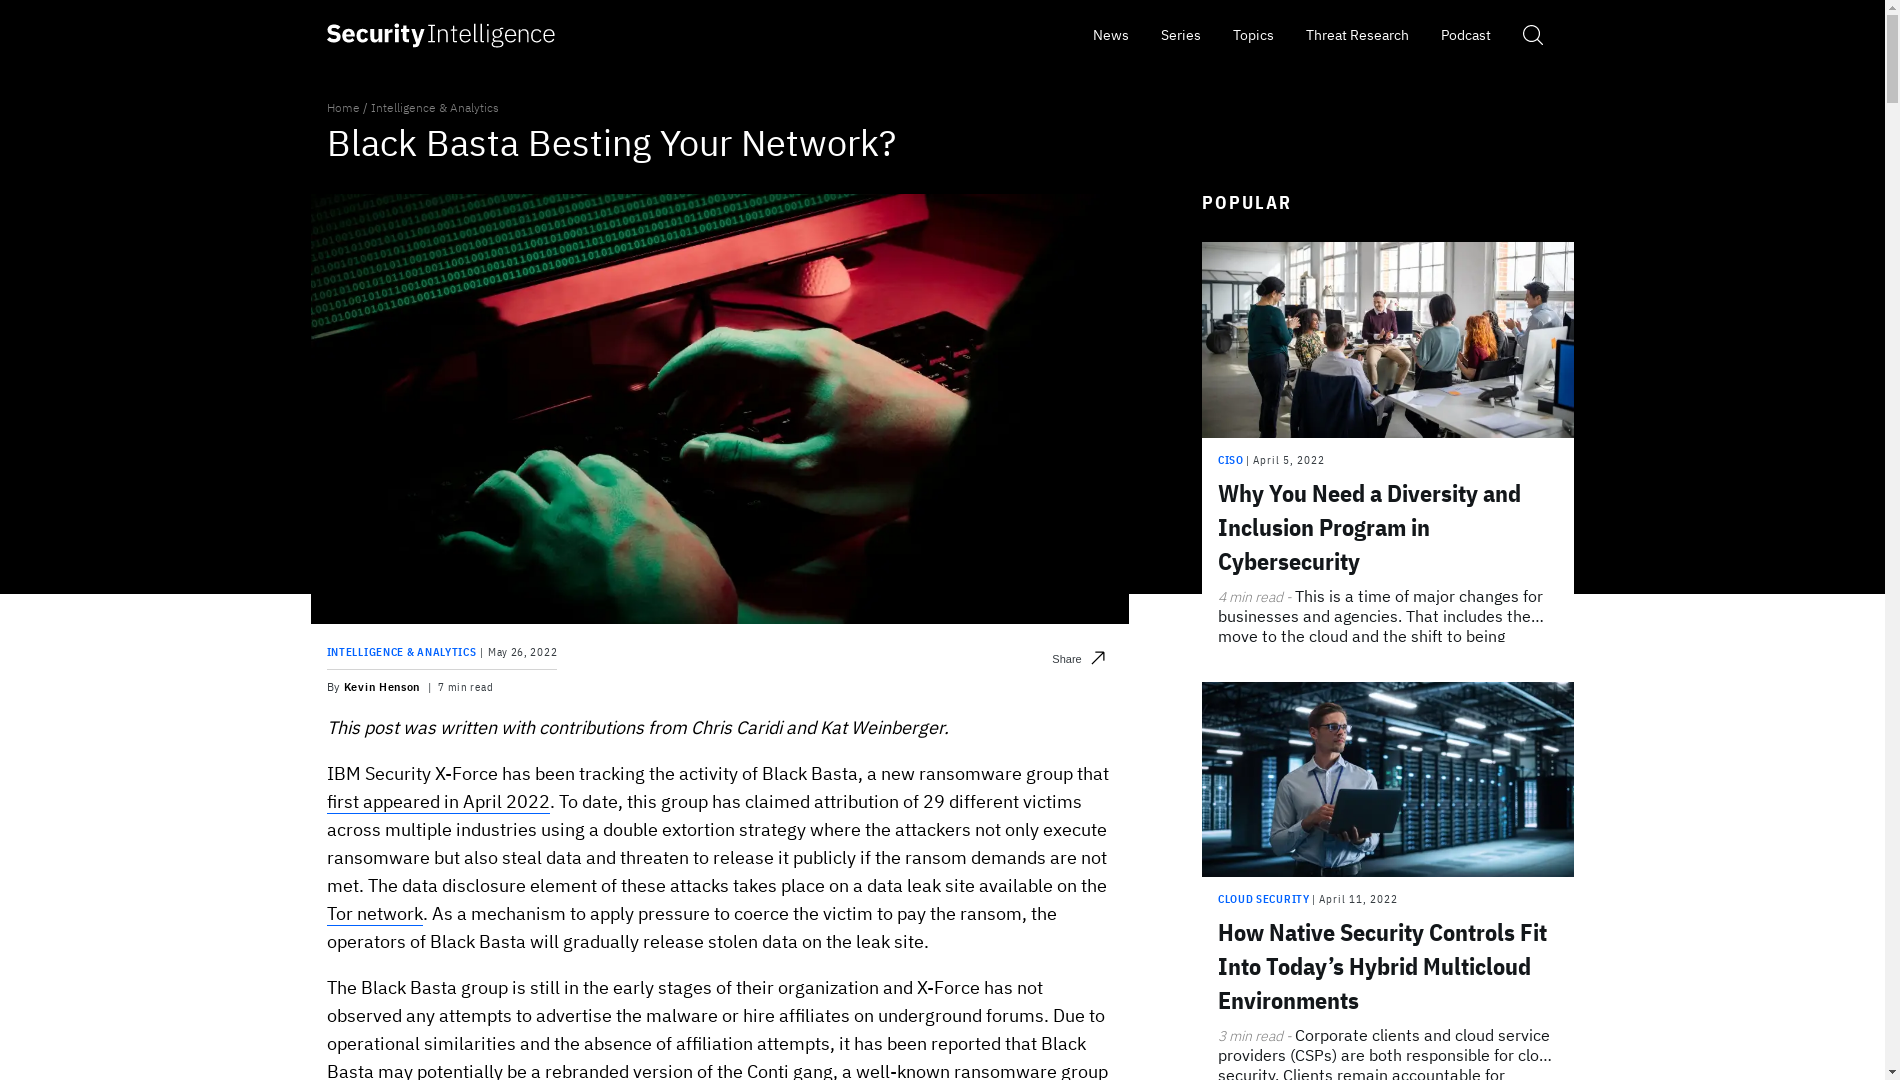 Security Intelligence
News
Series
Topics
Threat Research
Podcast
Home / Intelligence & Analytics
Black Basta Besting Your Network?
INTELLIGENCE & ANALYTICS | May 26, 2022
Share
By Kevin Henson | 7 min read
This post was written with contributions from Chris Caridi and Kat Weinberger.
IBM Security X-Force has been tracking the activity of Black Basta, a new ransomware group that
first appeared in April 2022. To date, this group has claimed attribution of 29 different victims
across multiple industries using a double extortion strategy where the attackers not only execute
ransomware but also steal data and threaten to release it publicly if the ransom demands are not
met. The data disclosure element of these attacks takes place on a data leak site available on the
Tor network. As a mechanism to apply pressure to coerce the victim to pay the ransom, the
operators of Black Basta will gradually release stolen data on the leak site.
The Black Basta group is still in the early stages of their organization and X-Force has not
observed any attempts to advertise the malware or hire affiliates on underground forums. Due to
operational similarities and the absence of affiliation attempts, it has been reported that Black
Basta may potentially be a rebranded version of the Conti gang, a well-known ransomware group
POPULAR
CISO | April 5, 2022
Why You Need a Diversity and
Inclusion Program in
Cybersecurity
4 min read - This is a time of major changes for
businesses and agencies. That includes the…
move to the cloud and the shift to being
CLOUD SECURITY | April 11, 2022
How Native Security Controls Fit
Into Today’s Hybrid Multicloud
Environments
3 min read - Corporate clients and cloud service
providers (CSPs) are both responsible for clo…
security. Clients remain accountable for